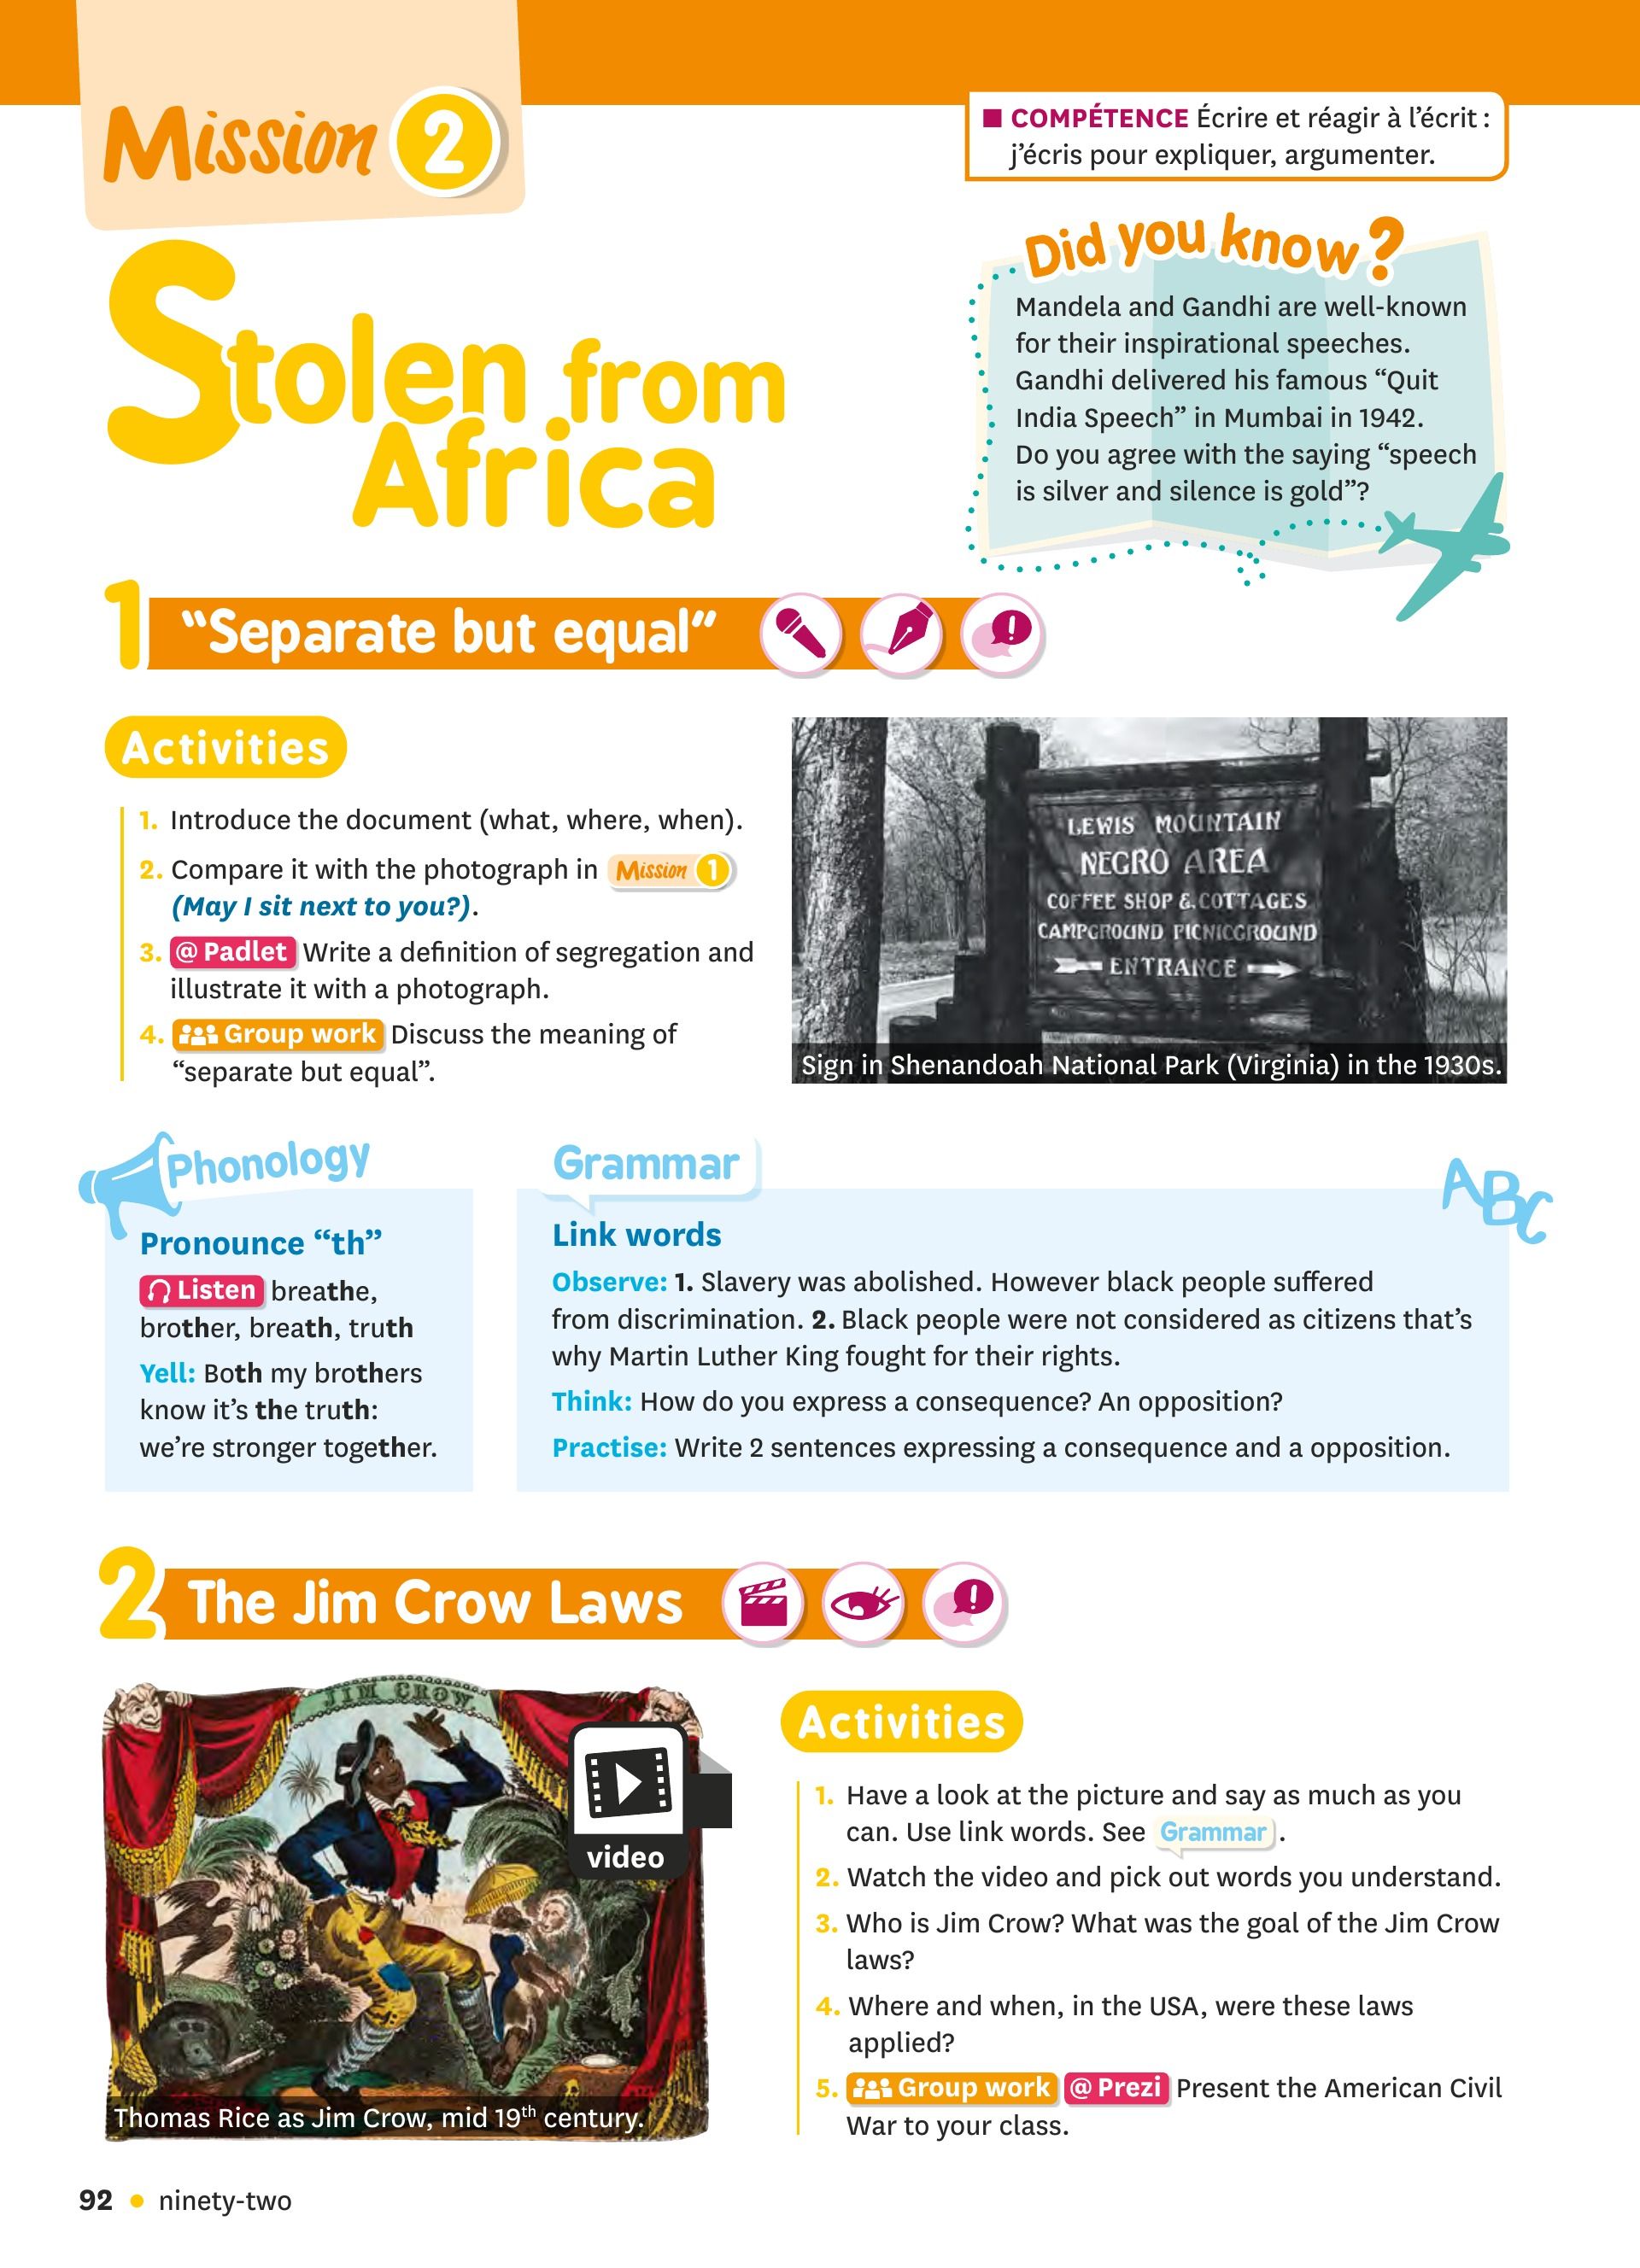 Mission 2
■ COMPÉTENCE Écrire et réagir à l'écrit :
j'écris pour expliquer, argumenter.
Stolen from
Africa
Did you know?
Mandela and Gandhi are well-known
for their inspirational speeches.
Gandhi delivered his famous “Quit
India Speech” in Mumbai in 1942.
Do you agree with the saying “speech
is silver and silence is gold”?
1 “Separate but equal”
Activities
1. Introduce the document (what, where, when).
2. Compare it with the photograph in Mission 1
(May I sit next to you?).
3. @ Padlet Write a definition of segregation and
illustrate it with a photograph.
4. Group work Discuss the meaning of
“separate but equal”.
LEWIS MOUNTAIN
NEGRO AREA
COFFEE SHOP & COTTAGES
CAMPGROUND PICNICGROUND
ENTRANCE
Sign in Shenandoah National Park (Virginia) in the 1930s.
Phonology
Pronounce “th”
Listen breathe,
brother, breath, truth
Yell: Both my brothers
know it's the truth:
we're stronger together.
Grammar
ABC
Link words
Observe: 1. Slavery was abolished. However black people suffered
from discrimination. 2. Black people were not considered as citizens that's
why Martin Luther King fought for their rights.
Think: How do you express a consequence? An opposition?
Practise: Write 2 sentences expressing a consequence and a opposition.
2 The Jim Crow Laws
JIM CROW
video
Thomas Rice as Jim Crow, mid 19th century.
Activities
1. Have a look at the picture and say as much as you
can. Use link words. See Grammar.
2. Watch the video and pick out words you understand.
3. Who is Jim Crow? What was the goal of the Jim Crow
laws?
4. Where and when, in the USA, were these laws
applied?
5. Group work @ Prezi Present the American Civil
War to your class.
92 • ninety-two